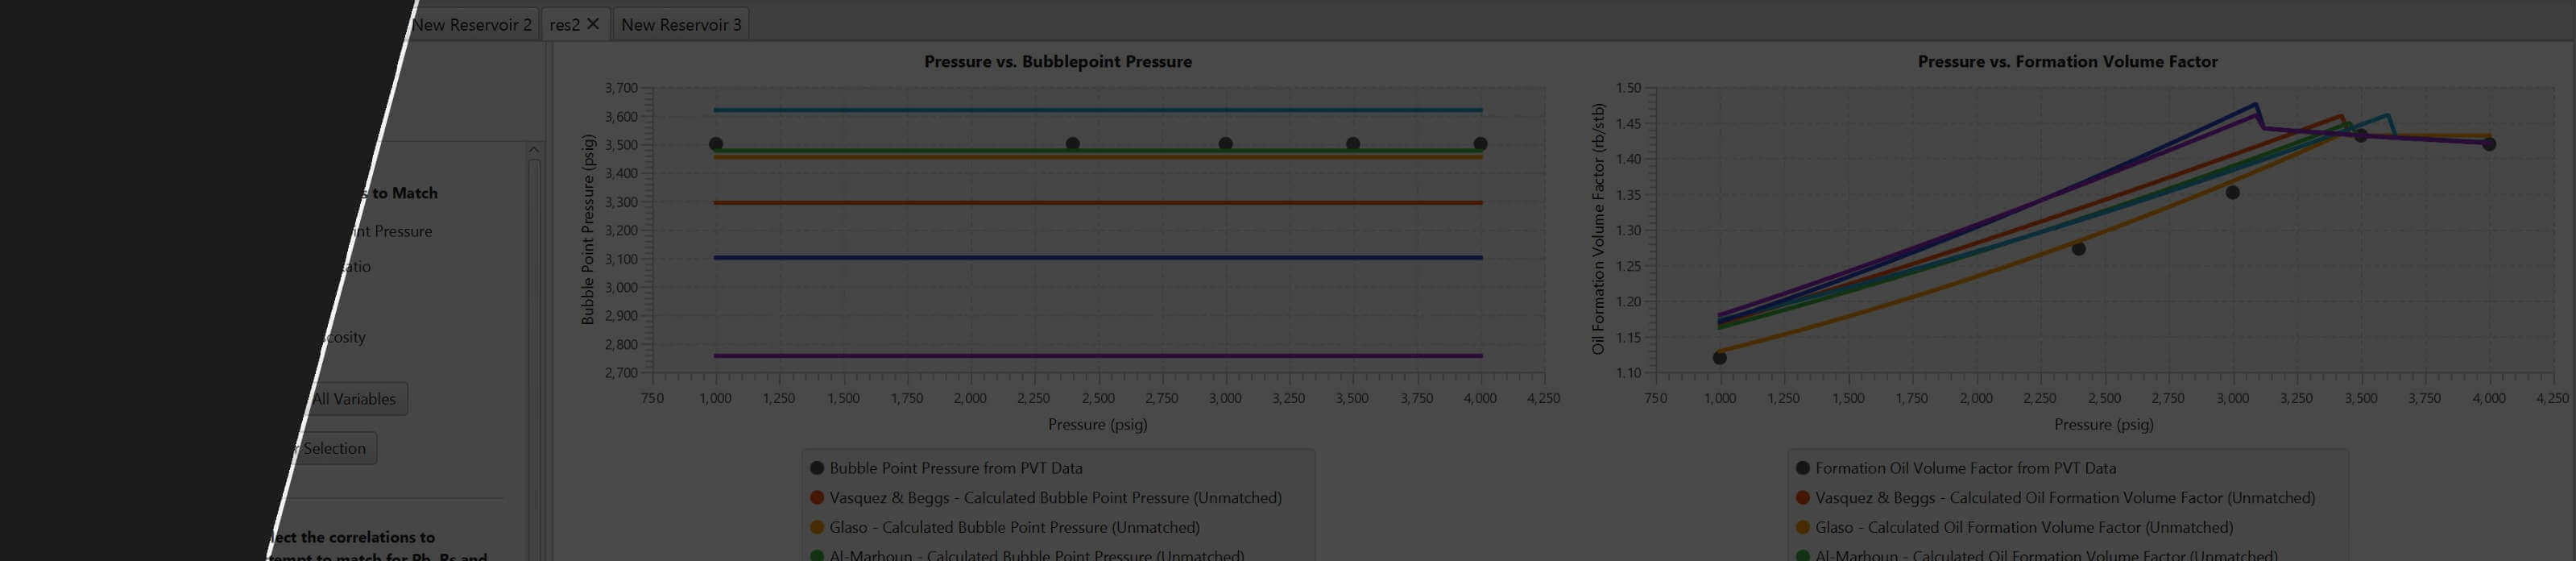 New Reservoir 2
res2
New Reservoir 3
s to Match
int Pressure
atio
cosity
All Variables
r Selection
lect the correlations to
tempt to match for Pb, Rs and
Pressure vs. Bubblepoint Pressure
Bubble Point Pressure (psig)
3,700
3,600
3,500
3,400
3,300
3,200
3,100
3,000
2,900
2,800
2,700
750 1,000 1,250 1,500 1,750 2,000 2,250 2,500 2,750 3,000 3,250 3,500 3,750 4,000 4,250
Pressure (psig)
Bubble Point Pressure from PVT Data
Vasquez & Beggs - Calculated Bubble Point Pressure (Unmatched)
Glaso - Calculated Bubble Point Pressure (Unmatched)
Al-Marhoun - Calculated Bubble Point Pressure (Unmatched)
Pressure vs. Formation Volume Factor
Oil Formation Volume Factor (rb/stb)
1.50
1.45
1.40
1.35
1.30
1.25
1.20
1.15
1.10
750 1,000 1,250 1,500 1,750 2,000 2,250 2,500 2,750 3,000 3,250 3,500 3,750 4,000 4,250
Pressure (psig)
Formation Oil Volume Factor from PVT Data
Vasquez & Beggs - Calculated Oil Formation Volume Factor (Unmatched)
Glaso - Calculated Oil Formation Volume Factor (Unmatched)
Al-Marhoun - Calculated Oil Formation Volume Factor (Unmatched)